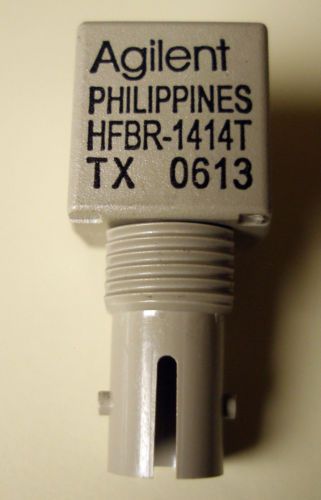 Agilent
PHILIPPINES
HFBR-1414T
TX 0613